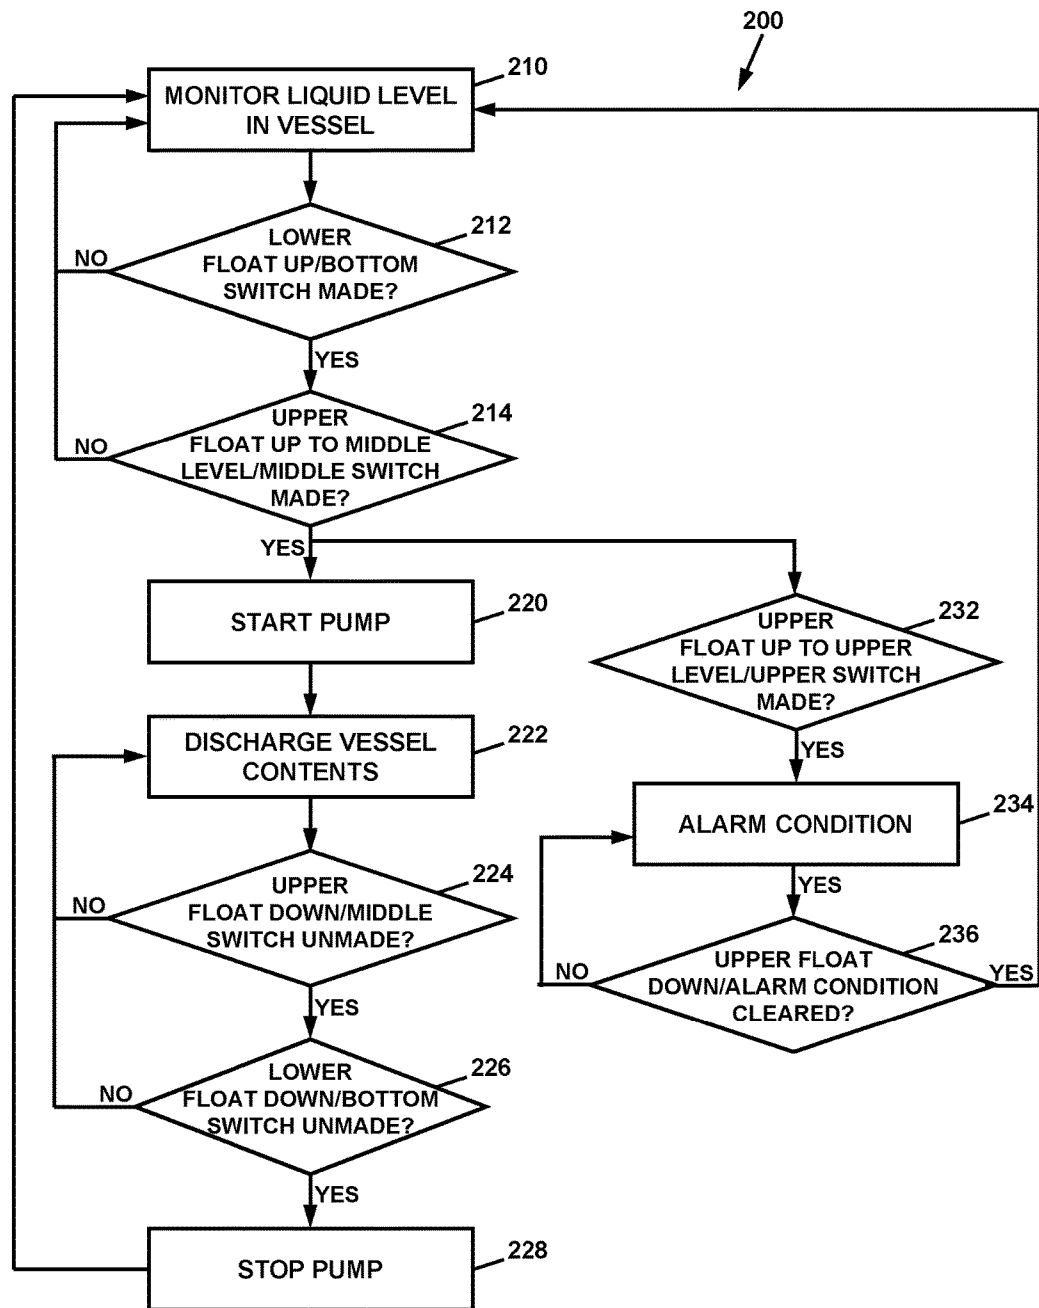 200
210
MONITOR LIQUID LEVEL
IN VESSEL
212
LOWER
FLOAT UP/BOTTOM
SWITCH MADE?
NO
YES
214
UPPER
FLOAT UP TO MIDDLE
LEVEL/MIDDLE SWITCH
MADE?
NO
YES
START PUMP
220
232
UPPER
FLOAT UP TO UPPER
LEVEL/UPPER SWITCH
MADE?
YES
DISCHARGE VESSEL
CONTENTS
222
ALARM CONDITION
234
YES
224
UPPER
FLOAT DOWN/MIDDLE
SWITCH UNMADE?
NO
YES
236
UPPER FLOAT
DOWN/ALARM CONDITION
CLEARED?
NO
YES
226
LOWER
FLOAT DOWN/BOTTOM
SWITCH UNMADE?
NO
YES
STOP PUMP
228